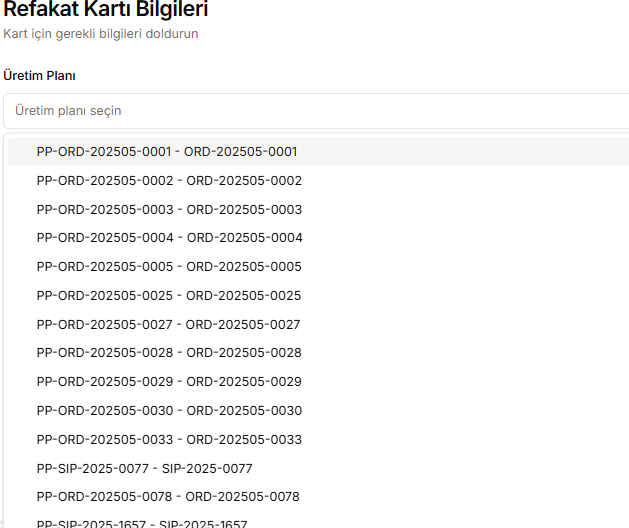 Refakat Kartı Bilgileri
Kart için gerekli bilgileri doldurun
Üretim Planı
Üretim planı seçin
PP-ORD-202505-0001 - ORD-202505-0001
PP-ORD-202505-0002 - ORD-202505-0002
PP-ORD-202505-0003 - ORD-202505-0003
PP-ORD-202505-0004 - ORD-202505-0004
PP-ORD-202505-0005 - ORD-202505-0005
PP-ORD-202505-0025 - ORD-202505-0025
PP-ORD-202505-0027 - ORD-202505-0027
PP-ORD-202505-0028 - ORD-202505-0028
PP-ORD-202505-0029 - ORD-202505-0029
PP-ORD-202505-0030 - ORD-202505-0030
PP-ORD-202505-0033 - ORD-202505-0033
PP-SIP-2025-0077 - SIP-2025-0077
PP-ORD-202505-0078 - ORD-202505-0078
PP-SIP-2025-1657 - SIP-2025-1657